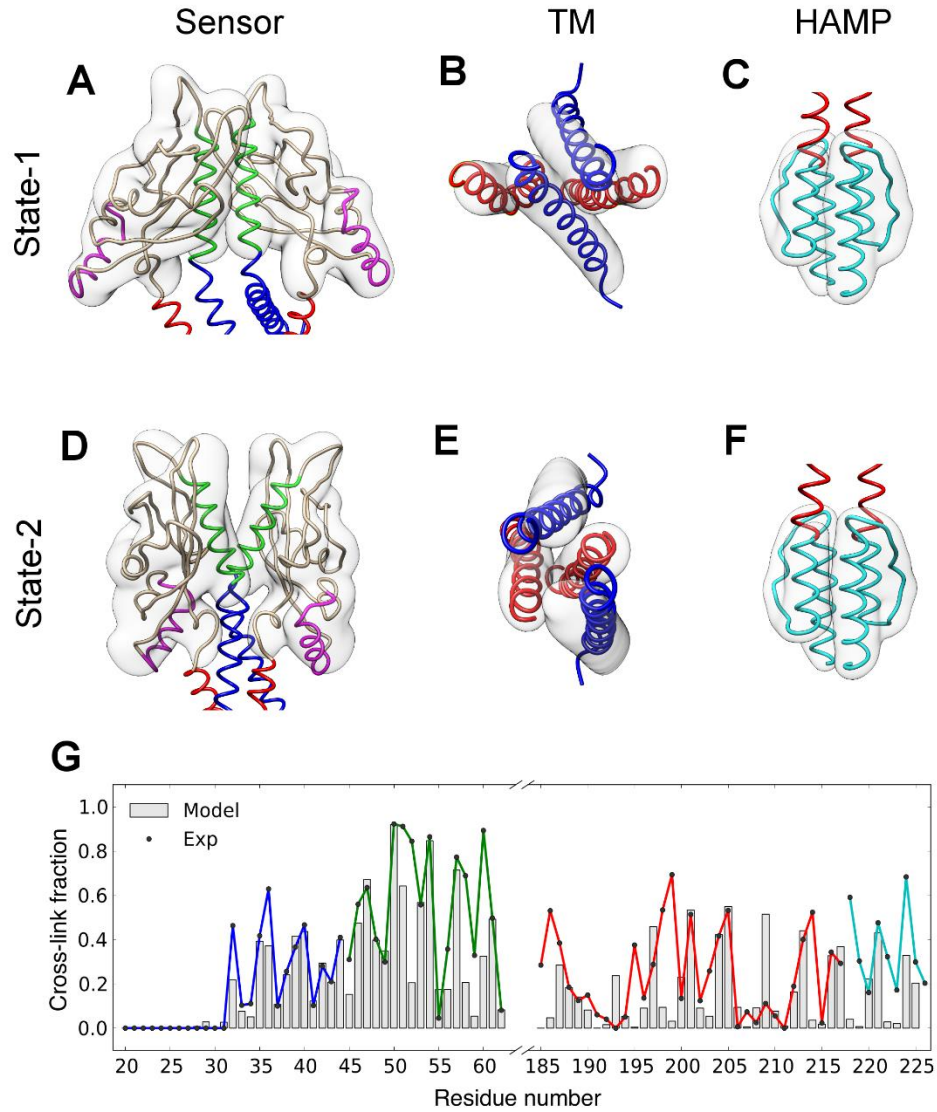 Sensor TM HAMP
State-1
A B C
State-2
D E F
G
Model
Exp
Cross-link fraction
1.0
0.8
0.6
0.4
0.2
0.0
20 25 30 35 40 45 50 55 60 185 190 195 200 205 210 215 220 225
Residue number